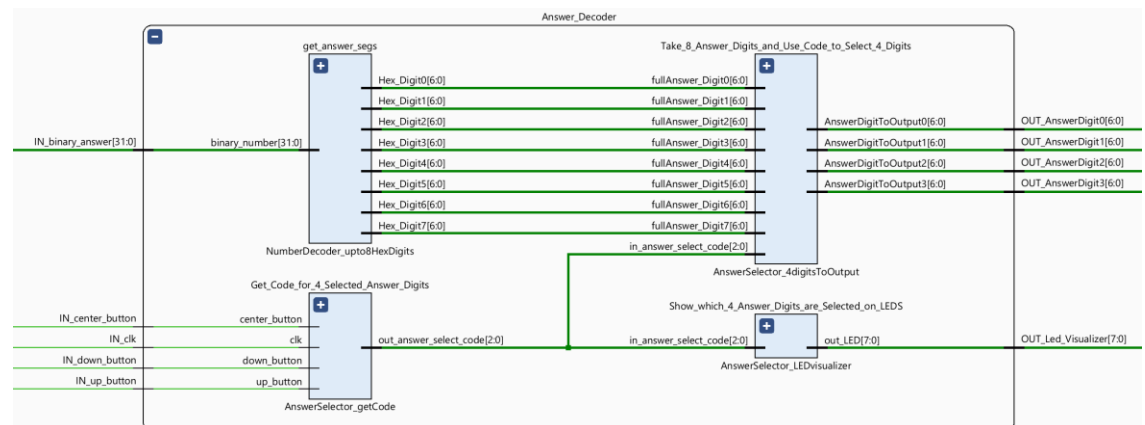 Answer_Decoder
get_answer_segs
Take_8_Answer_Digits_and_Use_Code_to_Select_4_Digits
Hex_Digit0[6:0] fullAnswer_Digit0[6:0]
Hex_Digit1[6:0] fullAnswer_Digit1[6:0]
Hex_Digit2[6:0] fullAnswer_Digit2[6:0] AnswerDigitToOutput0[6:0] OUT_AnswerDigit0[6:0]
IN_binary_answer[31:0] binary_number[31:0] Hex_Digit3[6:0] fullAnswer_Digit3[6:0] AnswerDigitToOutput1[6:0] OUT_AnswerDigit1[6:0]
Hex_Digit4[6:0] fullAnswer_Digit4[6:0] AnswerDigitToOutput2[6:0] OUT_AnswerDigit2[6:0]
Hex_Digit5[6:0] fullAnswer_Digit5[6:0] AnswerDigitToOutput3[6:0] OUT_AnswerDigit3[6:0]
Hex_Digit6[6:0] fullAnswer_Digit6[6:0]
Hex_Digit7[6:0] fullAnswer_Digit7[6:0]
NumberDecoder_upto8HexDigits in_answer_select_code[2:0]
AnswerSelector_4digitsToOutput
Get_Code_for_4_Selected_Answer_Digits
Show_which_4_Answer_Digits_are_Selected_on_LEDS
IN_center_button center_button
IN_clk clk out_answer_select_code[2:0] in_answer_select_code[2:0] out_LED[7:0] OUT_Led_Visualizer[7:0]
IN_down_button down_button AnswerSelector_LEDvisualizer
IN_up_button up_button
AnswerSelector_getCode